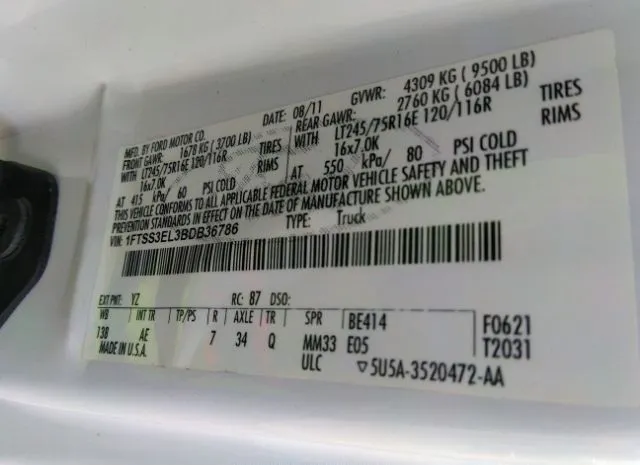 MFD. BY FORD MOTOR CO.
DATE: 08/11
GVWR: 4309 KG ( 9500 LB)
FRONT GAWR: 1678 KG ( 3700 LB)
REAR GAWR: 2760 KG ( 6084 LB)
WITH LT245/75R16E 120/116R TIRES
WITH LT245/75R16E 120/116R TIRES
16x7.0K RIMS
16x7.0K RIMS
AT 415 kPa/ 60 PSI COLD
AT 550 kPa/ 80 PSI COLD
THIS VEHICLE CONFORMS TO ALL APPLICABLE FEDERAL MOTOR VEHICLE SAFETY AND THEFT
PREVENTION STANDARDS IN EFFECT ON THE DATE OF MANUFACTURE SHOWN ABOVE.
VIN: 1FTSS3EL3BDB36786
TYPE: Truck
EXT PNT: YZ RC: 87 DSO:
WB INT TR TP/PS R AXLE TR SPR BE414 F0621
138 AE 7 34 Q MM33 E05 T2031
MADE IN U.S.A. ULC ▽5U5A-3520472-AA